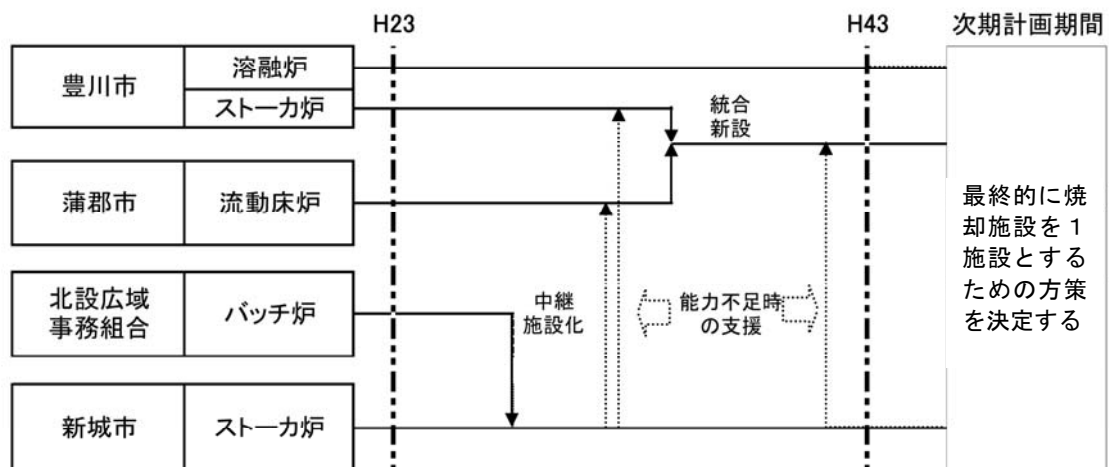 H23
H43
次期計画期間
豊川市
溶融炉
ストーカ炉
統合
新設
蒲郡市
流動床炉
北設広域
事務組合
バッチ炉
中継
施設化
能力不足時
の支援
新城市
ストーカ炉
最終的に焼
却施設を１
施設とする
ための方策
を決定する